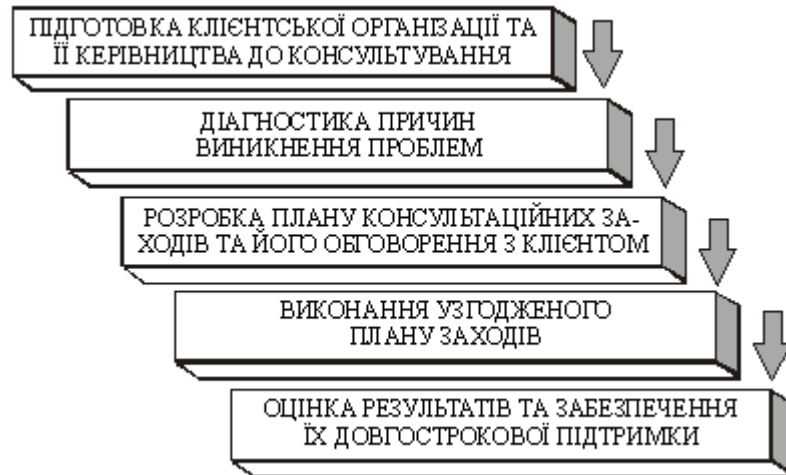 ПІДГОТОВКА КЛІЄНТСЬКОЇ ОРГАНІЗАЦІЇ ТА
ЇЇ КЕРІВНИЦТВА ДО КОНСУЛЬТУВАННЯ
ДІАГНОСТИКА ПРИЧИН
ВИНИКНЕННЯ ПРОБЛЕМ
РОЗРОБКА ПЛАНУ КОНСУЛЬТАЦІЙНИХ ЗА-
ХОДІВ ТА ЙОГО ОБГОВОРЕННЯ З КЛІЄНТОМ
ВИКОНАННЯ УЗГОДЖЕНОГО
ПЛАНУ ЗАХОДІВ
ОЦІНКА РЕЗУЛЬТАТІВ ТА ЗАБЕЗПЕЧЕННЯ
ЇХ ДОВГОСТРОКОВОЇ ПІДТРИМКИ